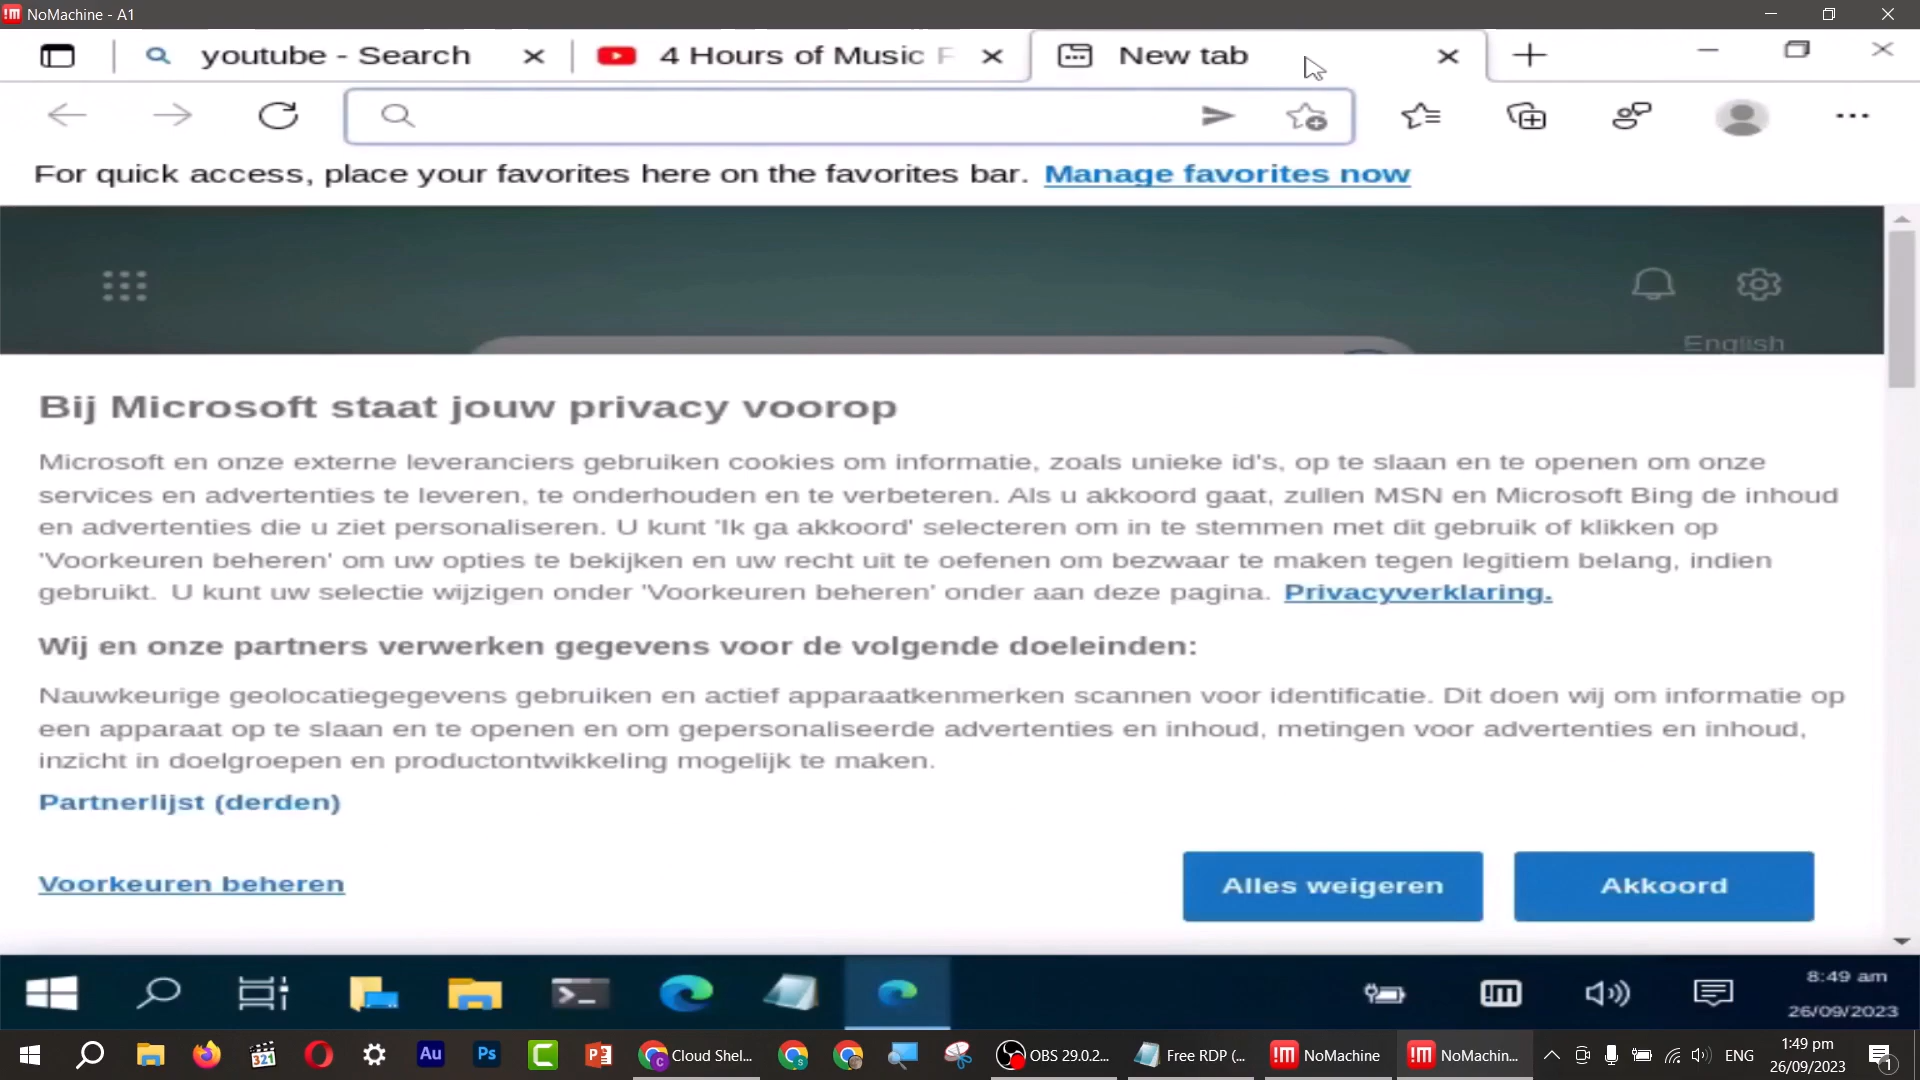 NoMachine - A1
youtube - Search
4 Hours of Music F
New tab
For quick access, place your favorites here on the favorites bar. Manage favorites now
English
Bij Microsoft staat jouw privacy voorop
Microsoft en onze externe leveranciers gebruiken cookies om informatie, zoals unieke id's, op te slaan en te openen om onze
services en advertenties te leveren, te onderhouden en te verbeteren. Als u akkoord gaat, zullen MSN en Microsoft Bing de inhoud
en advertenties die u ziet personaliseren. U kunt 'Ik ga akkoord' selecteren om in te stemmen met dit gebruik of klikken op
'Voorkeuren beheren' om uw opties te bekijken en uw recht uit te oefenen om bezwaar te maken tegen legitiem belang, indien
gebruikt. U kunt uw selectie wijzigen onder 'Voorkeuren beheren' onder aan deze pagina. Privacyverklaring.
Wij en onze partners verwerken gegevens voor de volgende doeleinden:
Nauwkeurige geolocatiegegevens gebruiken en actief apparaatkenmerken scannen voor identificatie. Dit doen wij om informatie op
een apparaat op te slaan en te openen en om gepersonaliseerde advertenties en inhoud, metingen voor advertenties en inhoud,
inzicht in doelgroepen en productontwikkeling mogelijk te maken.
Partnerlijst (derden)
Voorkeuren beheren
Alles weigeren
Akkoord
8:49 am
26/09/2023
321
Au
Ps
Cloud Shel...
OBS 29.0.2...
Free RDP (...
NoMachine
NoMachin...
ENG
1:49 pm
26/09/2023
1